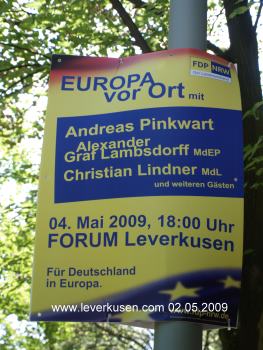 FDP NRW
EUROPA
vor Ort mit
Andreas Pinkwart
Alexander
Graf Lambsdorff MdEP
Christian Lindner MdL
und weiteren Gästen
04. Mai 2009, 18:00 Uhr
FORUM Leverkusen
Für Deutschland
in Europa.
www.leverkusen.com 02.05.2009